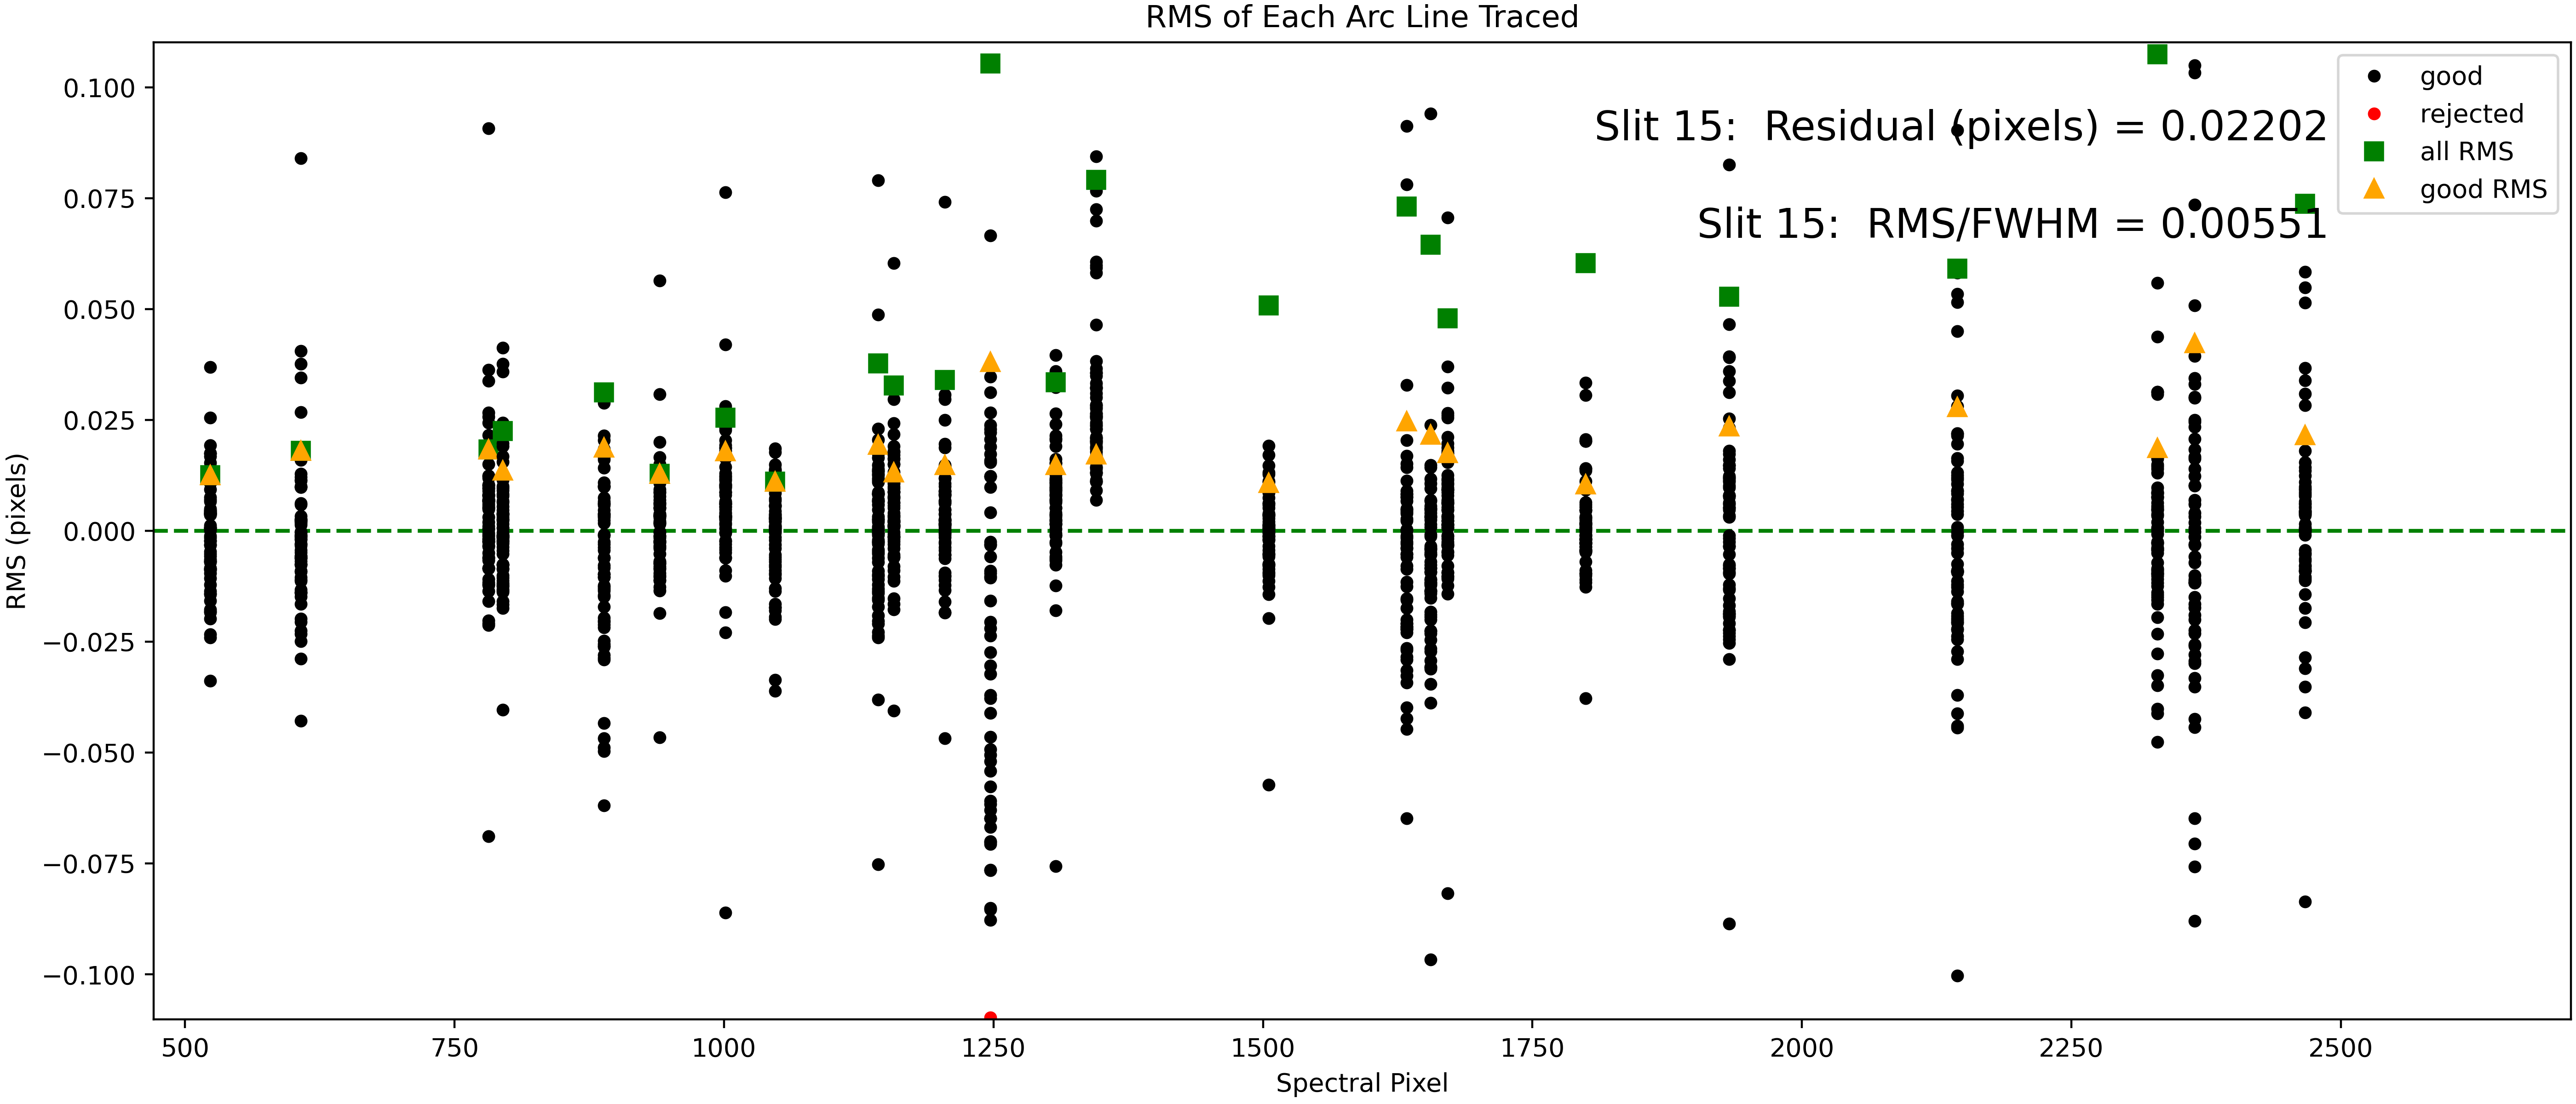 RMS of Each Arc Line Traced
good
rejected
all RMS
good RMS
Slit 15:  Residual (pixels) = 0.02202
Slit 15:  RMS/FWHM = 0.00551
RMS (pixels)
0.100
0.075
0.050
0.025
0.000
−0.025
−0.050
−0.075
−0.100
500 750 1000 1250 1500 1750 2000 2250 2500
Spectral Pixel